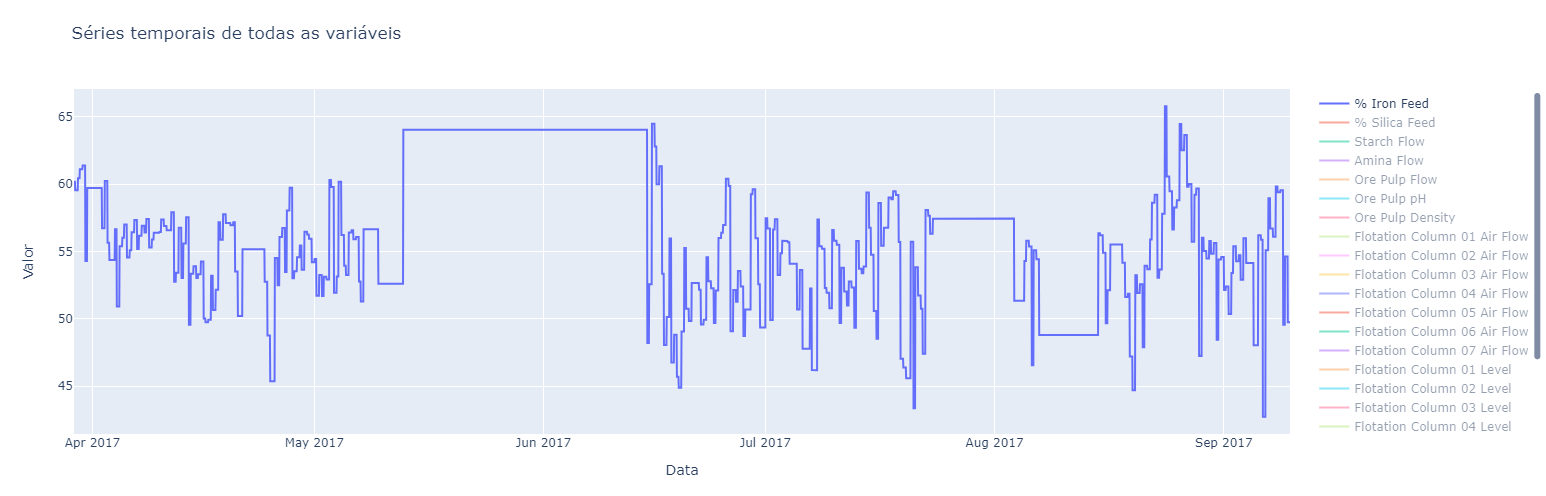 Séries temporais de todas as variáveis
Valor
65
60
55
50
45
Apr 2017
May 2017
Jun 2017
Jul 2017
Aug 2017
Sep 2017
Data
% Iron Feed
% Silica Feed
Starch Flow
Amina Flow
Ore Pulp Flow
Ore Pulp pH
Ore Pulp Density
Flotation Column 01 Air Flow
Flotation Column 02 Air Flow
Flotation Column 03 Air Flow
Flotation Column 04 Air Flow
Flotation Column 05 Air Flow
Flotation Column 06 Air Flow
Flotation Column 07 Air Flow
Flotation Column 01 Level
Flotation Column 02 Level
Flotation Column 03 Level
Flotation Column 04 Level